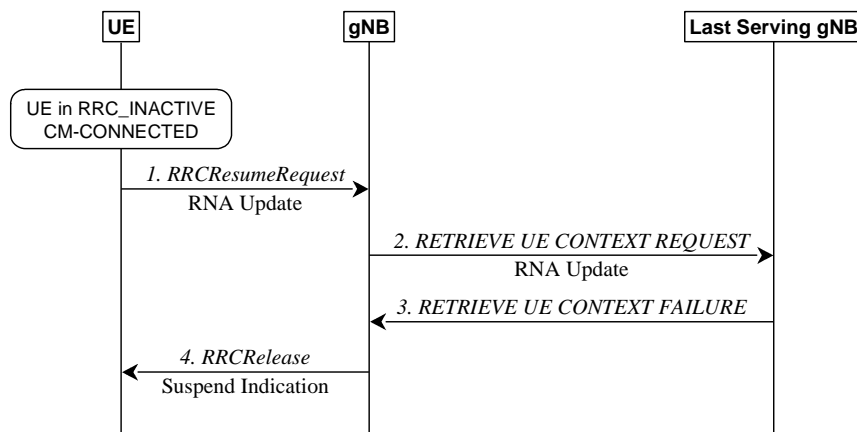 UE
gNB
Last Serving gNB
UE in RRC_INACTIVE
CM-CONNECTED
1. RRCResumeRequest
RNA Update
2. RETRIEVE UE CONTEXT REQUEST
RNA Update
3. RETRIEVE UE CONTEXT FAILURE
4. RRCRelease
Suspend Indication